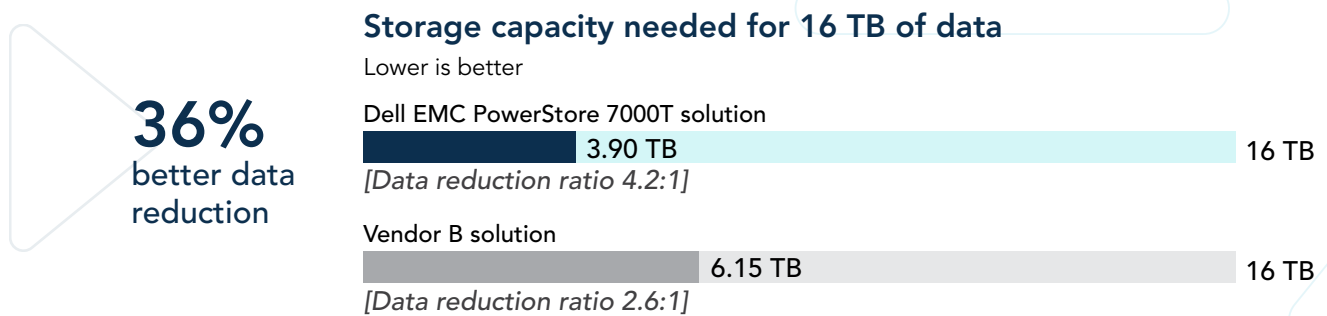 36%
better data
reduction
Storage capacity needed for 16 TB of data
Lower is better
Dell EMC PowerStore 7000T solution
3.90 TB
16 TB
[Data reduction ratio 4.2:1]
Vendor B solution
6.15 TB
16 TB
[Data reduction ratio 2.6:1]